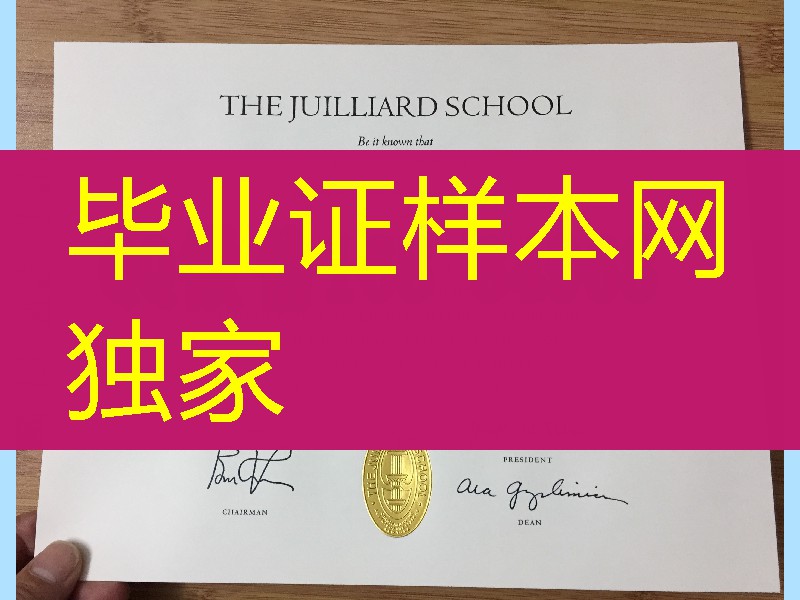 THE JUILLIARD SCHOOL
Be it known that
毕业证样本网
独家
PRESIDENT
CHAIRMAN
DEAN